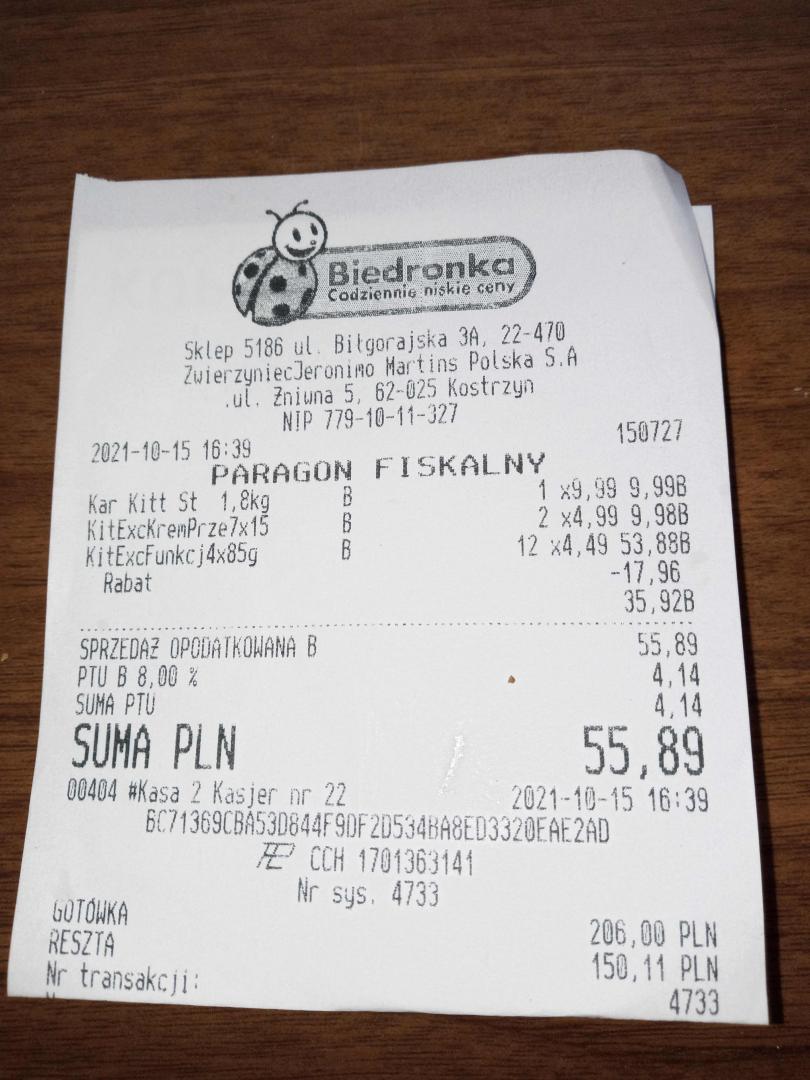 Biedronka
Codziennie niskie ceny
Sklep 5186 ul. Biłgorajska 3A, 22-470
ZwierzyniecJeronimo Martins Polska S.A
.ul. Żniwna 5, 62-025 Kostrzyn
NIP 779-10-11-327
2021-10-15 16:39 150727
PARAGON FISKALNY
Kar Kitt St 1,8kg B 1 x9,99 9,99B
KitExcKremPrze7x15 B 2 x4,99 9,98B
KitExcFunkcj4x85g B 12 x4,49 53,88B
Rabat -17,96
35,92B
SPRZEDAŻ OPODATKOWANA B 55,89
PTU B 8,00 % 4,14
SUMA PTU 4,14
SUMA PLN 55,89
00404 #Kasa 2 Kasjer nr 22 2021-10-15 16:39
6C71369CBA53D844F9DF2D534BA8ED3320EAE2AD
CCH 1701363141
Nr sys. 4733
GOTÓWKA 206,00 PLN
RESZTA 150,11 PLN
Nr transakcji: 4733